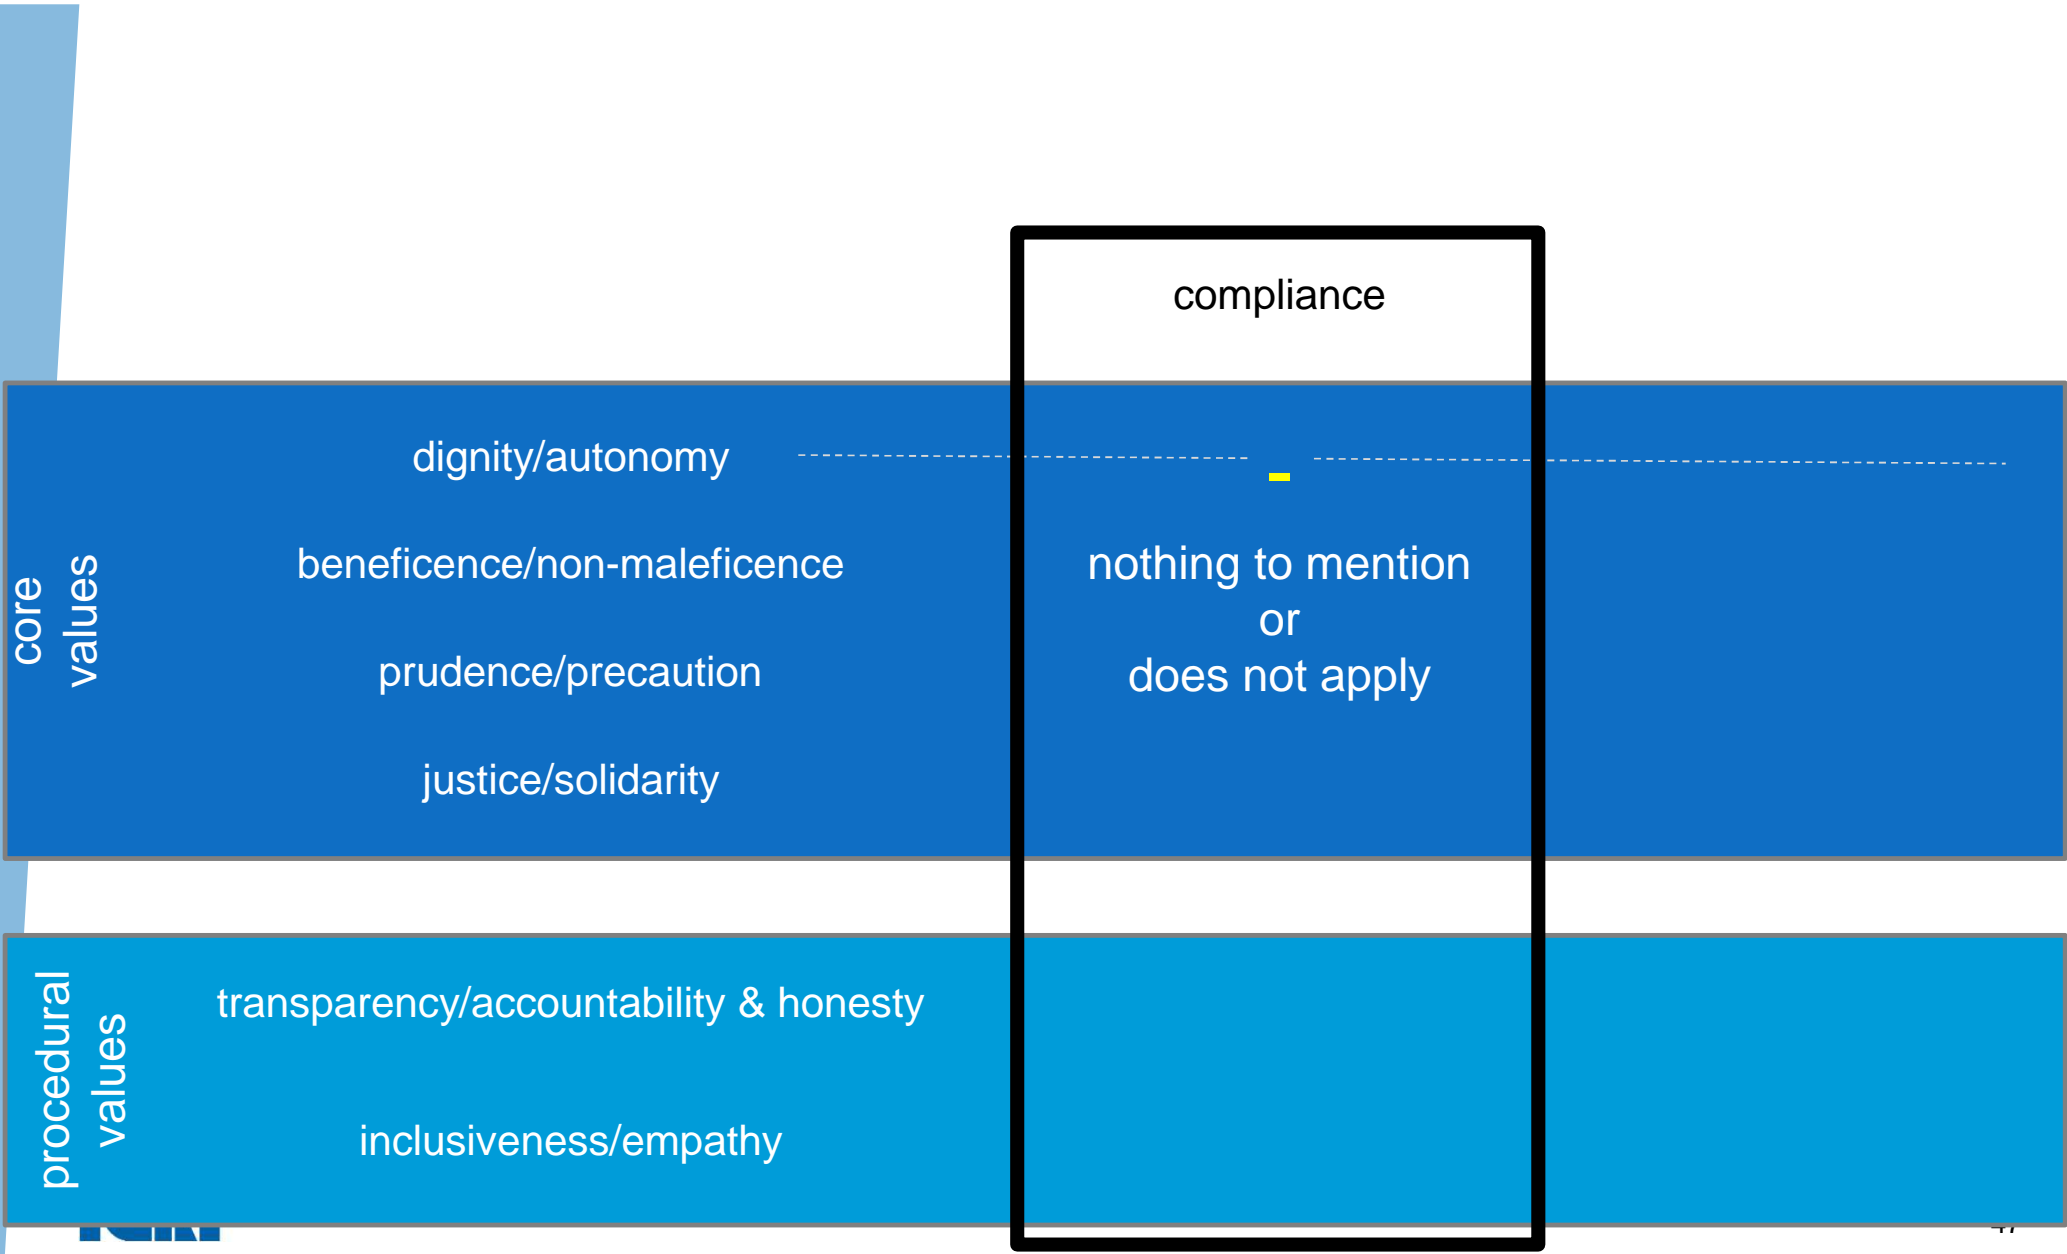 compliance
core
values
dignity/autonomy
-
beneficence/non-maleficence
nothing to mention
or
does not apply
prudence/precaution
justice/solidarity
procedural
values
transparency/accountability & honesty
inclusiveness/empathy